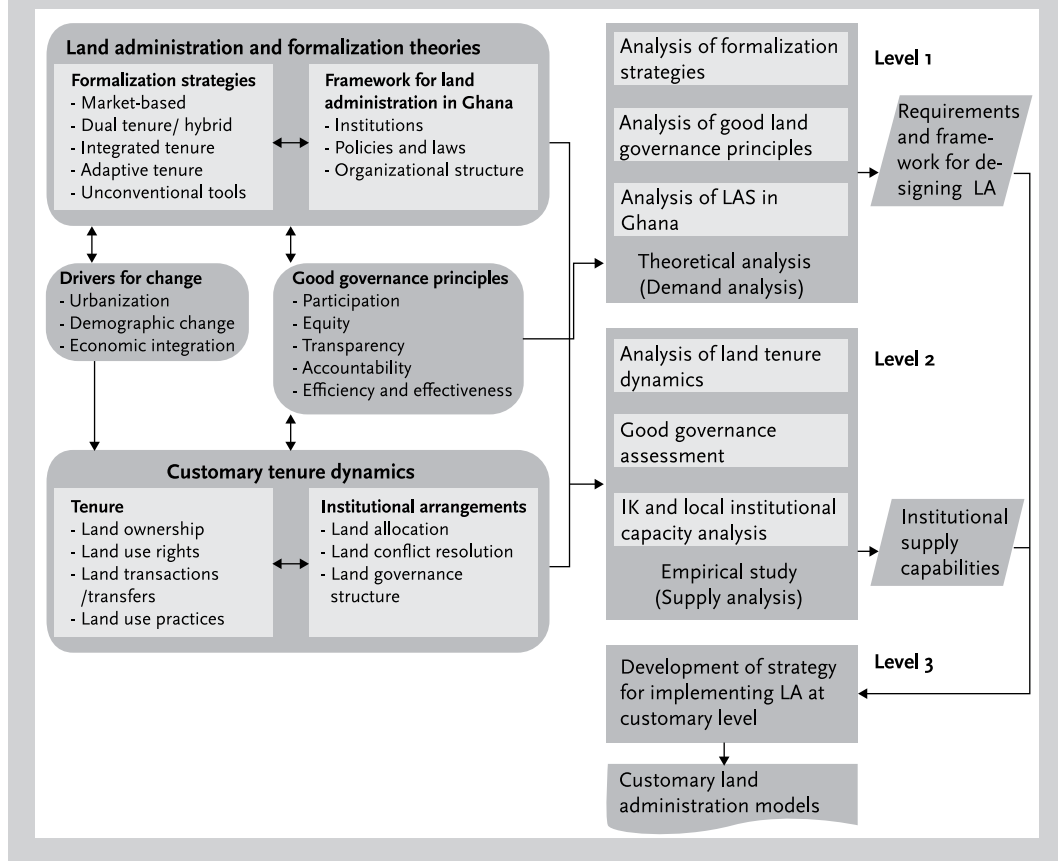 Land administration and formalization theories
Formalization strategies
- Market-based
- Dual tenure/ hybrid
- Integrated tenure
- Adaptive tenure
- Unconventional tools
Framework for land
administration in Ghana
- Institutions
- Policies and laws
- Organizational structure
Drivers for change
- Urbanization
- Demographic change
- Economic integration
Good governance principles
- Participation
- Equity
- Transparency
- Accountability
- Efficiency and effectiveness
Customary tenure dynamics
Tenure
- Land ownership
- Land use rights
- Land transactions
/transfers
- Land use practices
Institutional arrangements
- Land allocation
- Land conflict resolution
- Land governance
structure
Analysis of formalization
strategies
Analysis of good land
governance principles
Analysis of LAS in
Ghana
Theoretical analysis
(Demand analysis)
Level 1
Requirements
and frame-
work for de-
signing LA
Analysis of land tenure
dynamics
Good governance
assessment
IK and local institutional
capacity analysis
Empirical study
(Supply analysis)
Level 2
Institutional
supply
capabilities
Development of strategy
for implementing LA at
customary level
Level 3
Customary land
administration models